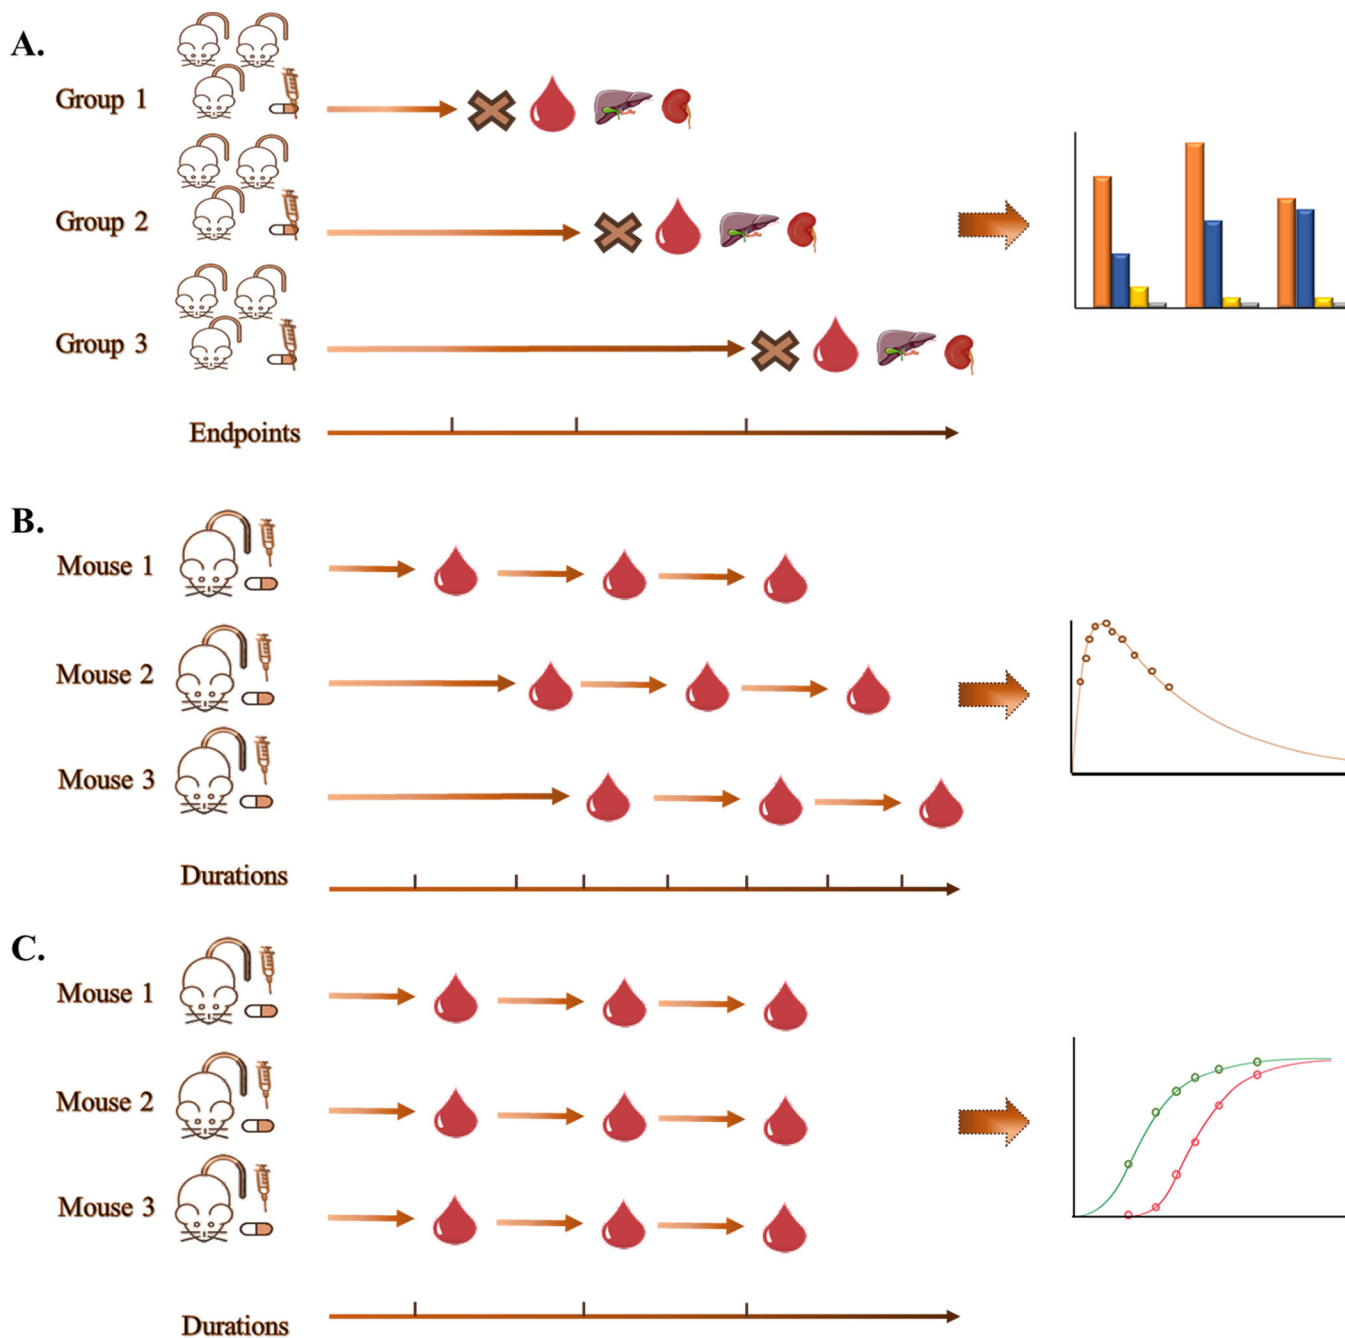 A.
Group 1
Group 2
Group 3
Endpoints
B.
Mouse 1
Mouse 2
Mouse 3
Durations
C.
Mouse 1
Mouse 2
Mouse 3
Durations